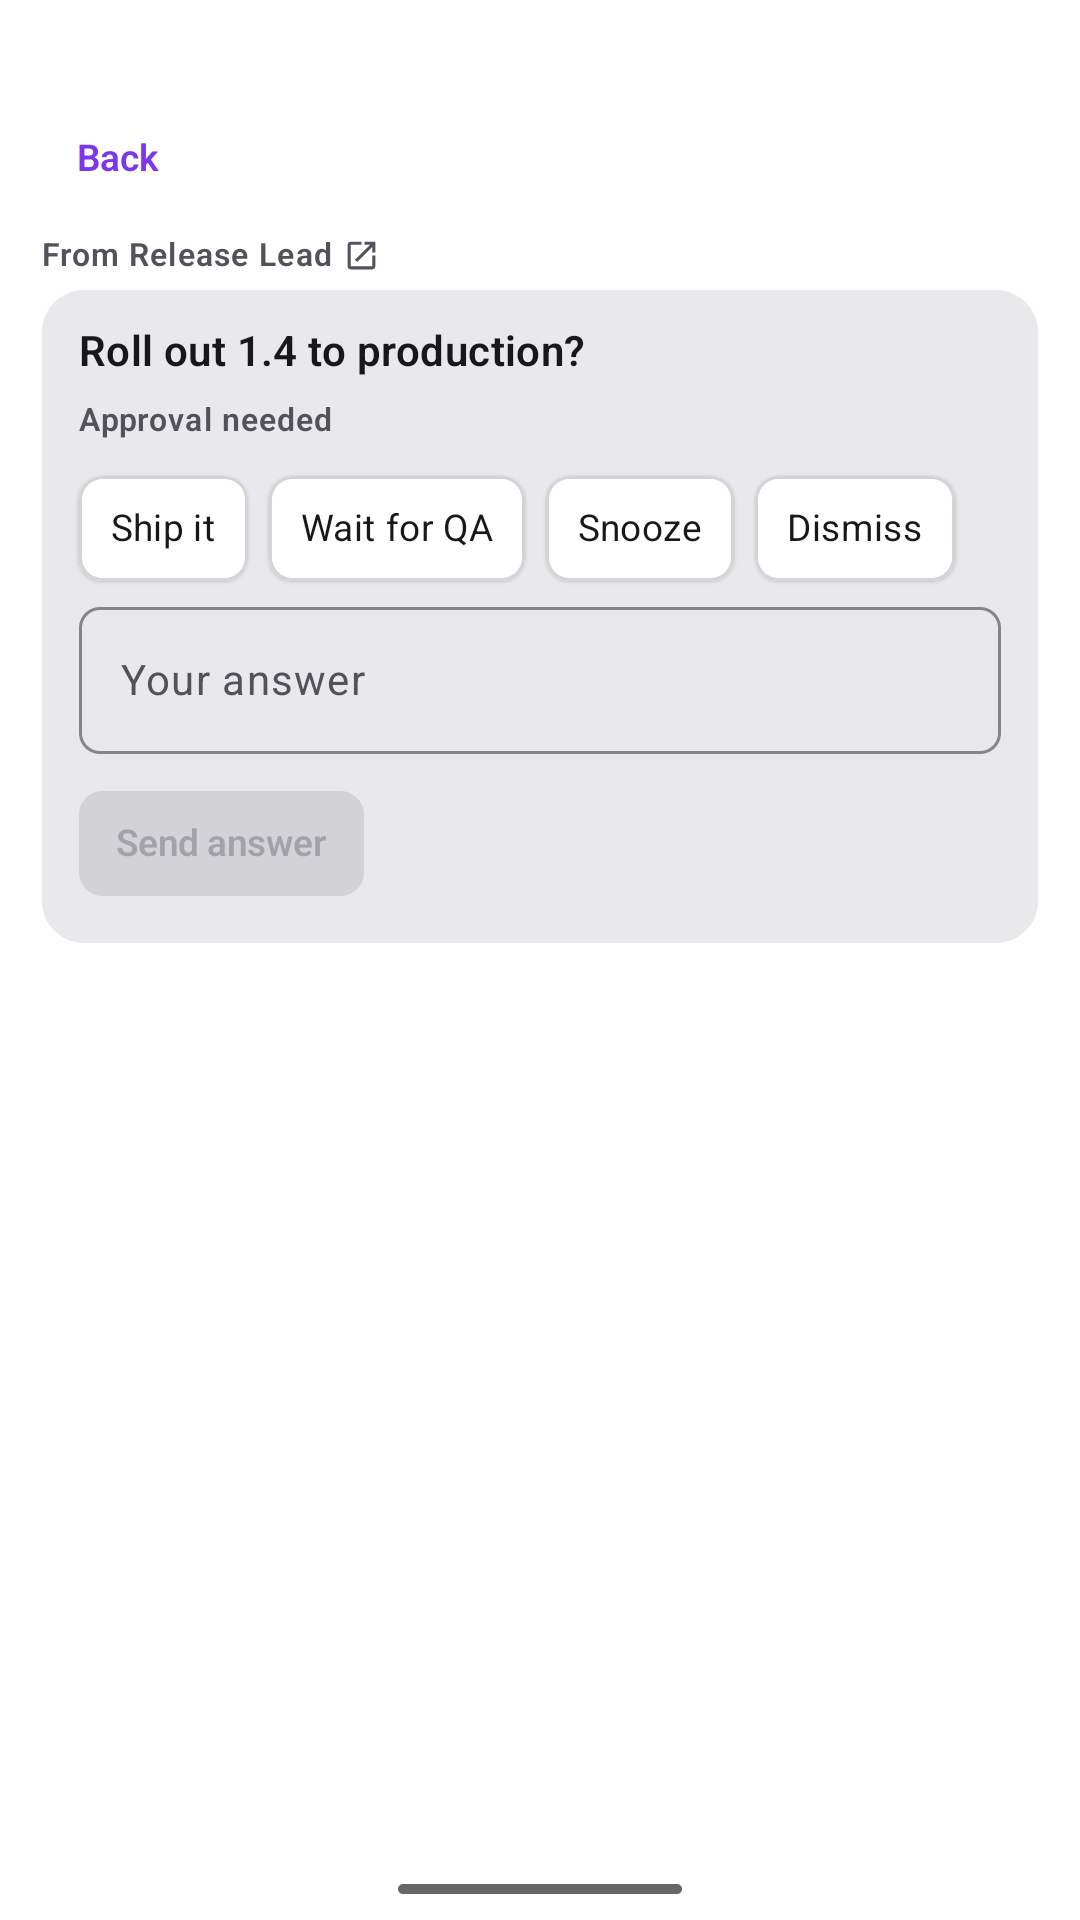 Back
From Release Lead
Roll out 1.4 to production?
Approval needed
Ship it
Wait for QA
Snooze
Dismiss
Your answer
Send answer